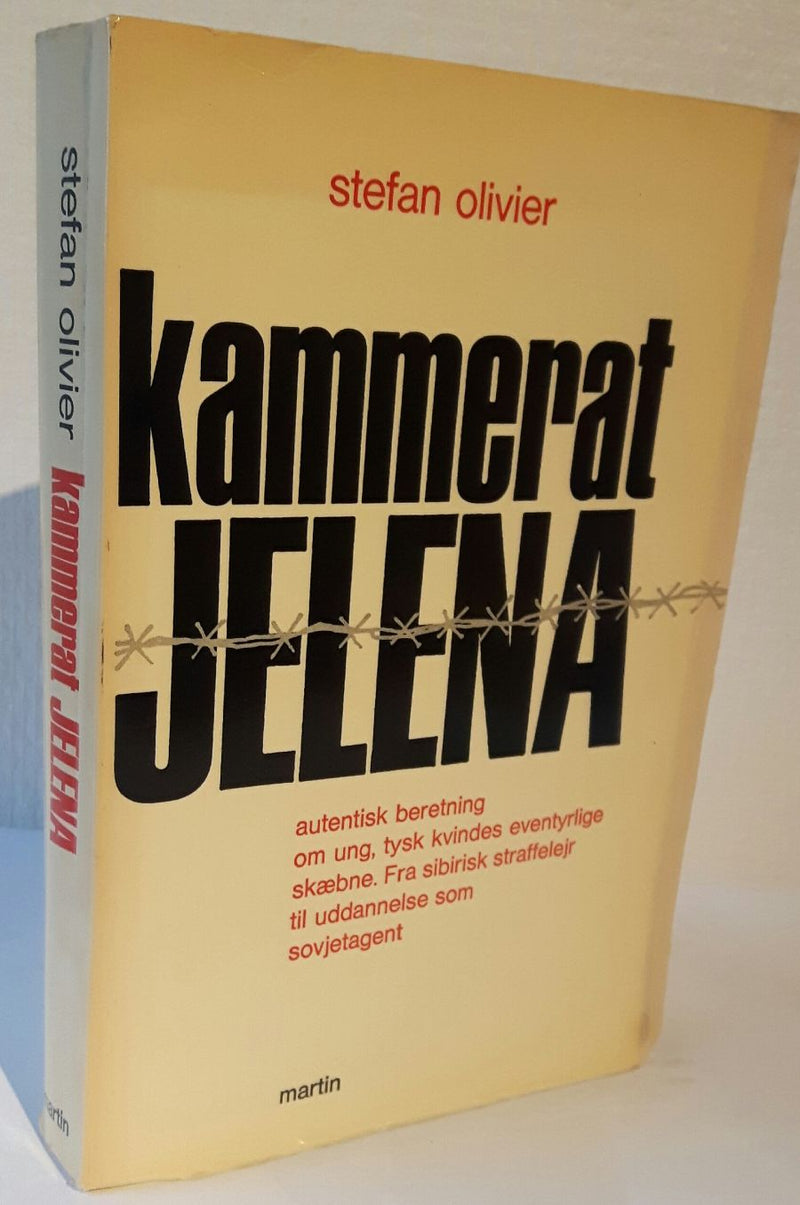 stefan olivier
kammerat
JELENA
autentisk beretning
om ung, tysk kvindes eventyrlige
skæbne. Fra sibirisk straffelejr
til uddannelse som
sovjetagent
martin
stefan olivier kammerat JELENA
martin